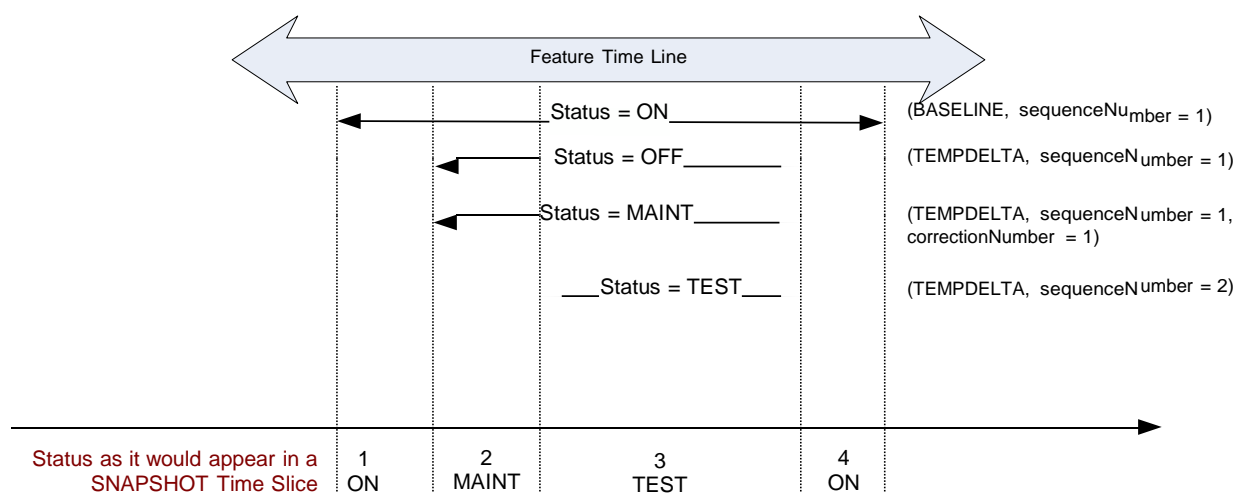 Feature Time Line
Status = ON
(BASELINE, sequenceNumber = 1)
Status = OFF
(TEMPDELTA, sequenceNumber = 1)
Status = MAINT
(TEMPDELTA, sequenceNumber = 1,
correctionNumber = 1)
Status = TEST
(TEMPDELTA, sequenceNumber = 2)
Status as it would appear in a
SNAPSHOT Time Slice
1
ON
2
MAINT
3
TEST
4
ON